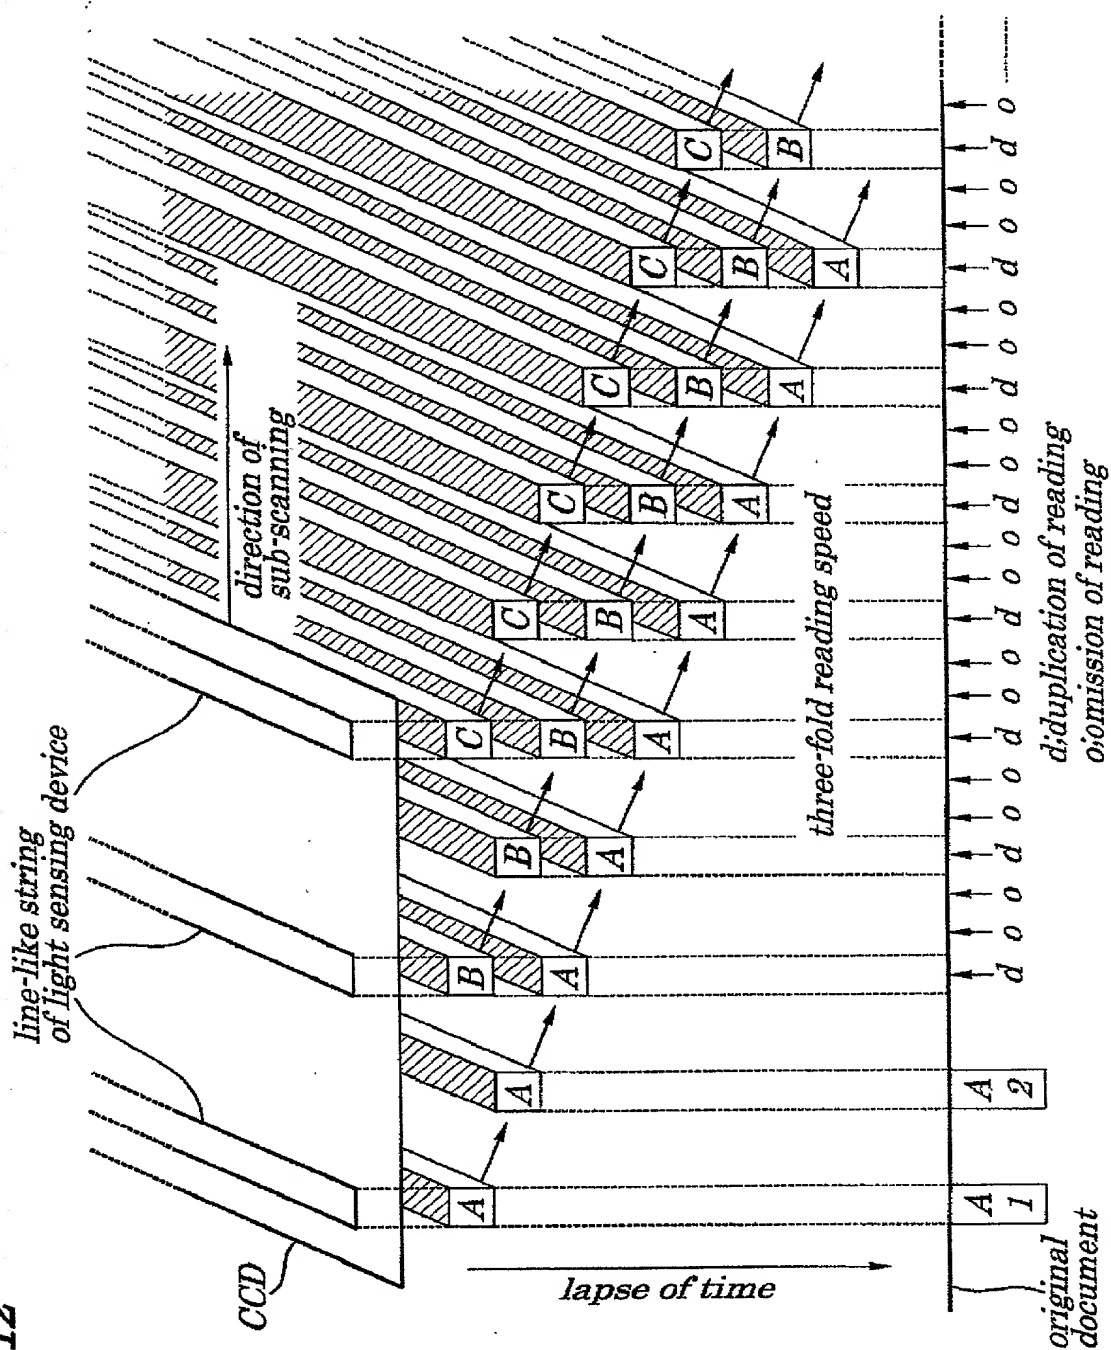 line-like string
of light sensing device
CCD
direction of
sub-scanning
A B C
A B C
A B C
A B C
A B C
A B C
A B
A B
A
lapse of time
three-fold reading speed
original
document
A
1
A
2
d o o d o o d o o d o o d o o d o o d o o d o
d:duplication of reading
o:omission of reading